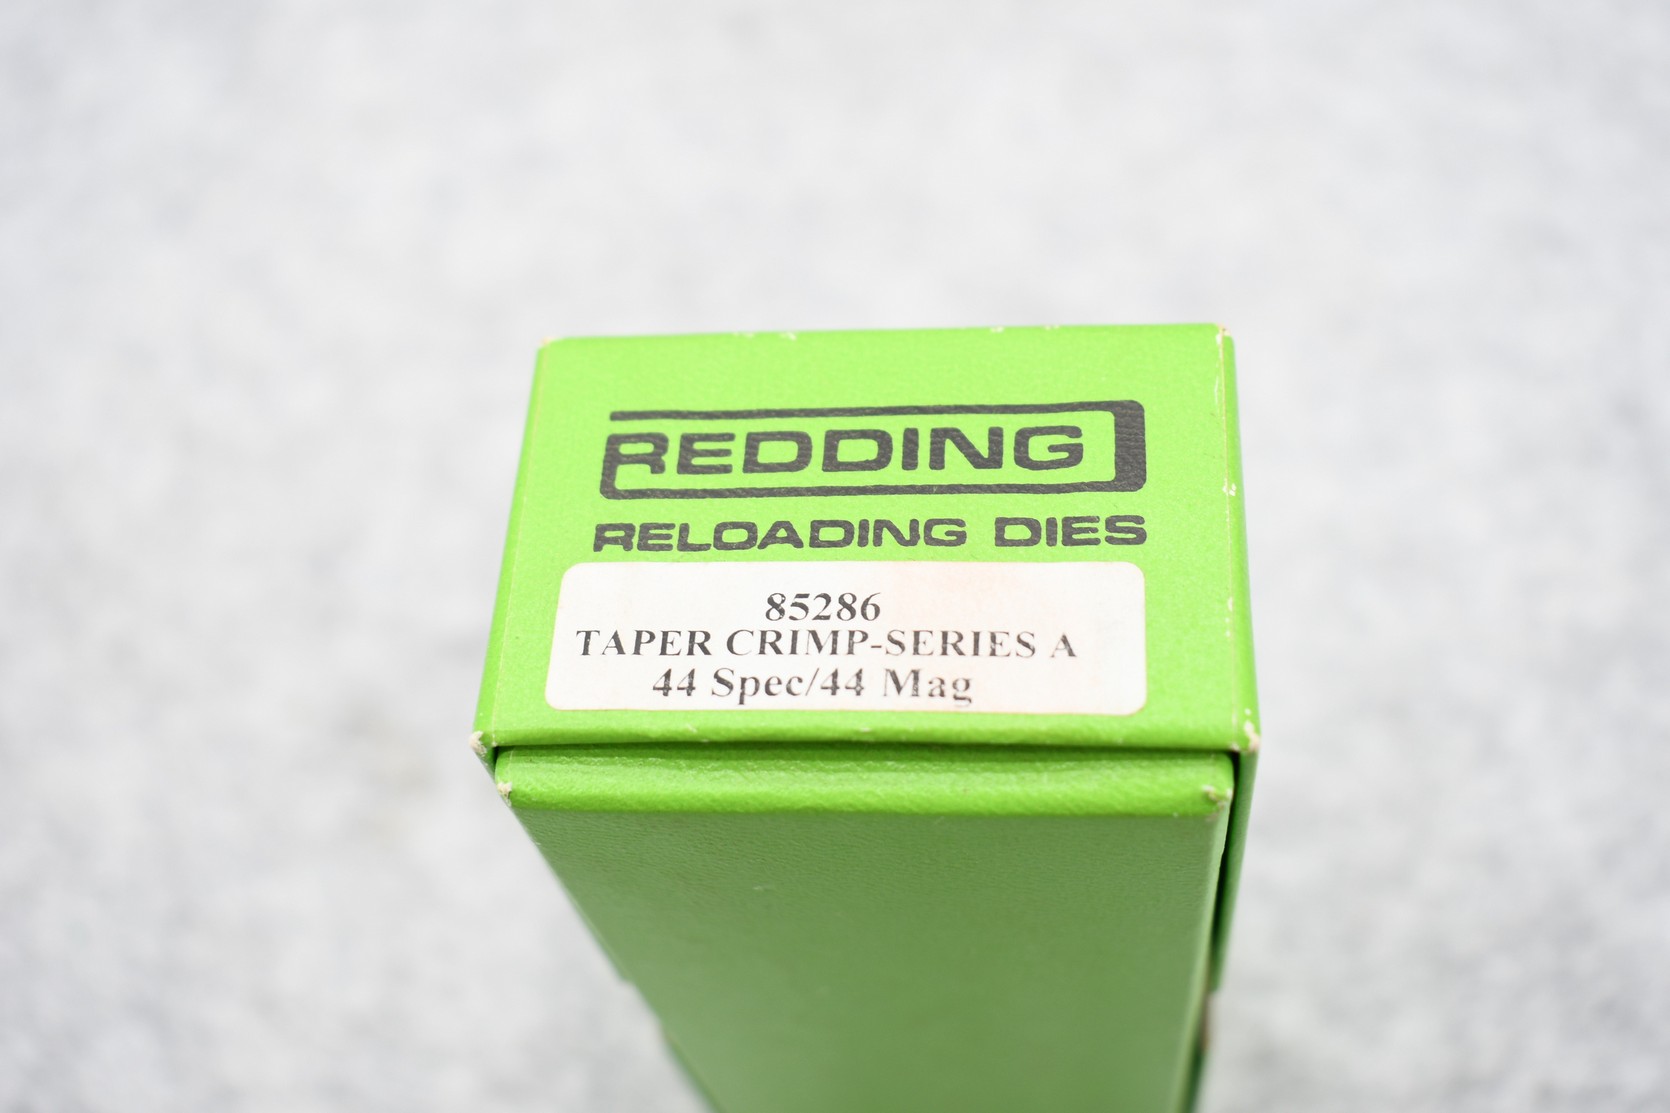 REDDING
RELOADING DIES
85286
TAPER CRIMP-SERIES A
44 Spec/44 Mag